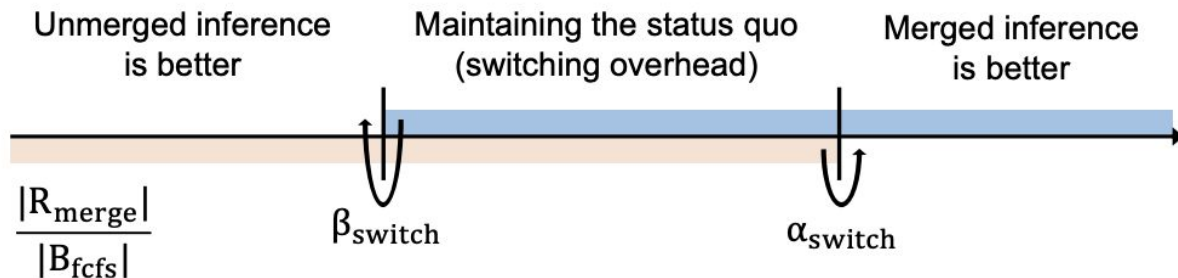 Unmerged inference
is better
Maintaining the status quo
(switching overhead)
Merged inference
is better
|R_merge|
|B_fcfs|
β_switch
α_switch